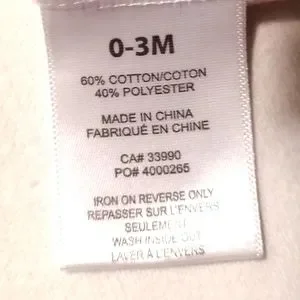 0-3M
60% COTTON/COTON
40% POLYESTER
MADE IN CHINA
FABRIQUÉ EN CHINE
CA# 33990
PO# 4000265
IRON ON REVERSE ONLY
REPASSER SUR L'ENVERS
SEULEMENT
WASH INSIDE OUT
LAVER À L'ENVERS